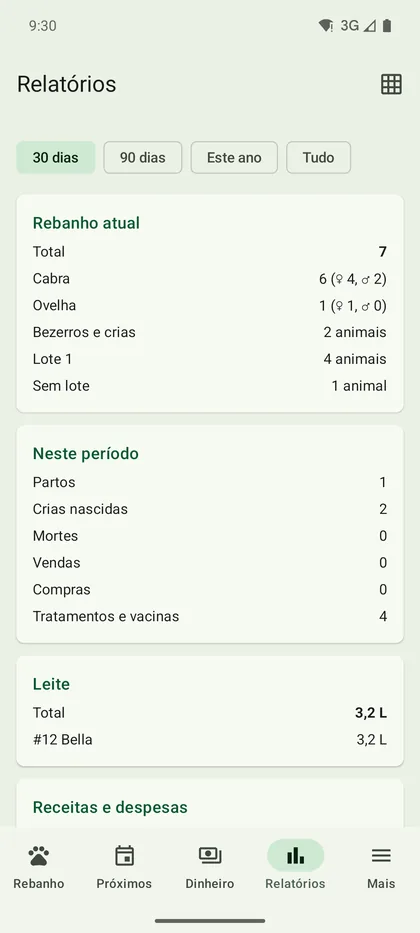 9:30
3G
Relatórios
30 dias
90 dias
Este ano
Tudo
Rebanho atual
Total 7
Cabra 6 (♀ 4, ♂ 2)
Ovelha 1 (♀ 1, ♂ 0)
Bezerros e crias 2 animais
Lote 1 4 animais
Sem lote 1 animal
Neste período
Partos 1
Crias nascidas 2
Mortes 0
Vendas 0
Compras 0
Tratamentos e vacinas 4
Leite
Total 3,2 L
#12 Bella 3,2 L
Receitas e despesas
Rebanho
Próximos
Dinheiro
Relatórios
Mais